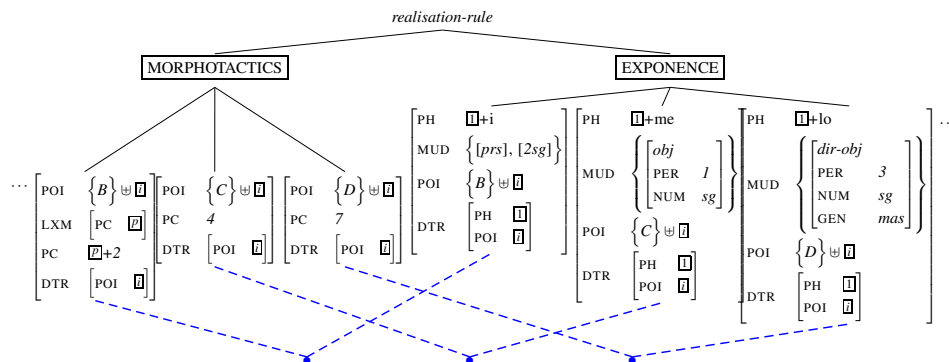 realisation-rule
MORPHOTACTICS
EXPONENCE
...
POI {B} ⊎ i
LXM [PC p]
PC p+2
DTR [POI i]
POI {C} ⊎ i
PC 4
DTR [POI i]
POI {D} ⊎ i
PC 7
DTR [POI i]
PH 1+i
MUD {[prs], [2sg]}
POI {B} ⊎ i
DTR [PH 1
POI i]
PH 1+me
MUD {[obj
PER 1
NUM sg]}
POI {C} ⊎ i
DTR [PH 1
POI i]
PH 1+lo
MUD {[dir-obj
PER 3
NUM sg
GEN mas]}
POI {D} ⊎ i
DTR [PH 1
POI i]
...